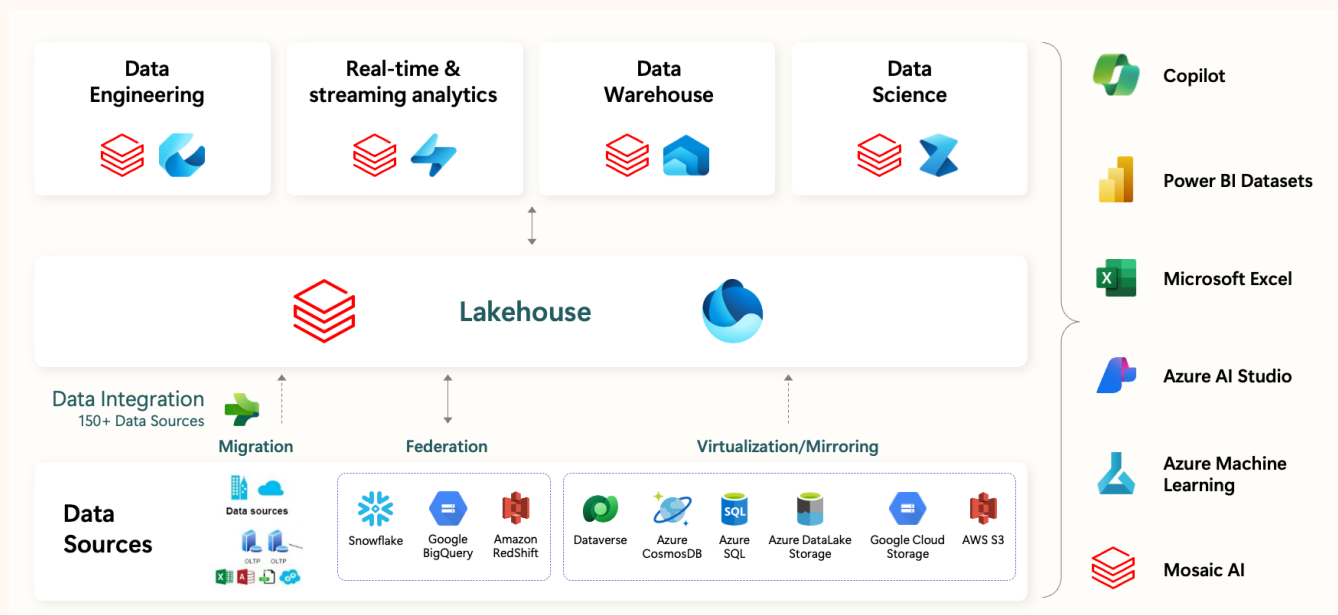 Data
Engineering
Real-time &
streaming analytics
Data
Warehouse
Data
Science
Lakehouse
Data Integration
150+ Data Sources
Migration
Federation
Virtualization/Mirroring
Data
Sources
Data sources
OLTP
OLTP
X
A
Snowflake
Google
BigQuery
Amazon
RedShift
Dataverse
Azure
CosmosDB
SQL
Azure
SQL
Azure DataLake
Storage
Google Cloud
Storage
AWS S3
Copilot
Power BI Datasets
X
Microsoft Excel
Azure AI Studio
Azure Machine
Learning
Mosaic AI